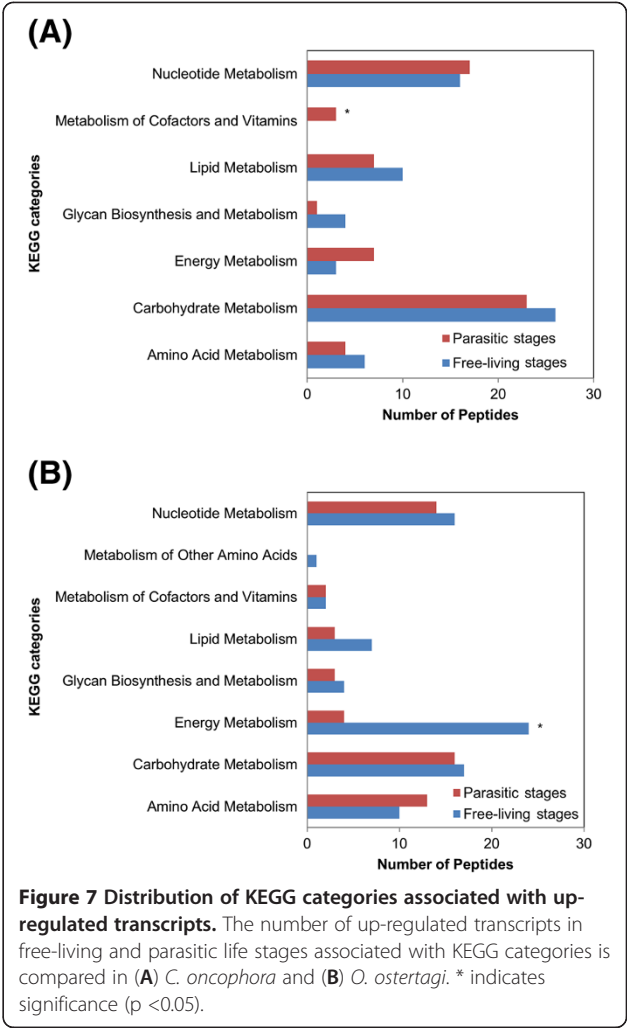 (A)
KEGG categories
Nucleotide Metabolism
Metabolism of Cofactors and Vitamins
*
Lipid Metabolism
Glycan Biosynthesis and Metabolism
Energy Metabolism
Carbohydrate Metabolism
Amino Acid Metabolism
Parasitic stages
Free-living stages
0 10 20 30
Number of Peptides
(B)
KEGG categories
Nucleotide Metabolism
Metabolism of Other Amino Acids
Metabolism of Cofactors and Vitamins
Lipid Metabolism
Glycan Biosynthesis and Metabolism
Energy Metabolism
*
Carbohydrate Metabolism
Amino Acid Metabolism
Parasitic stages
Free-living stages
0 10 20 30
Number of Peptides
Figure 7 Distribution of KEGG categories associated with up-
regulated transcripts. The number of up-regulated transcripts in
free-living and parasitic life stages associated with KEGG categories is
compared in (A) C. oncophora and (B) O. ostertagi. * indicates
significance (p <0.05).